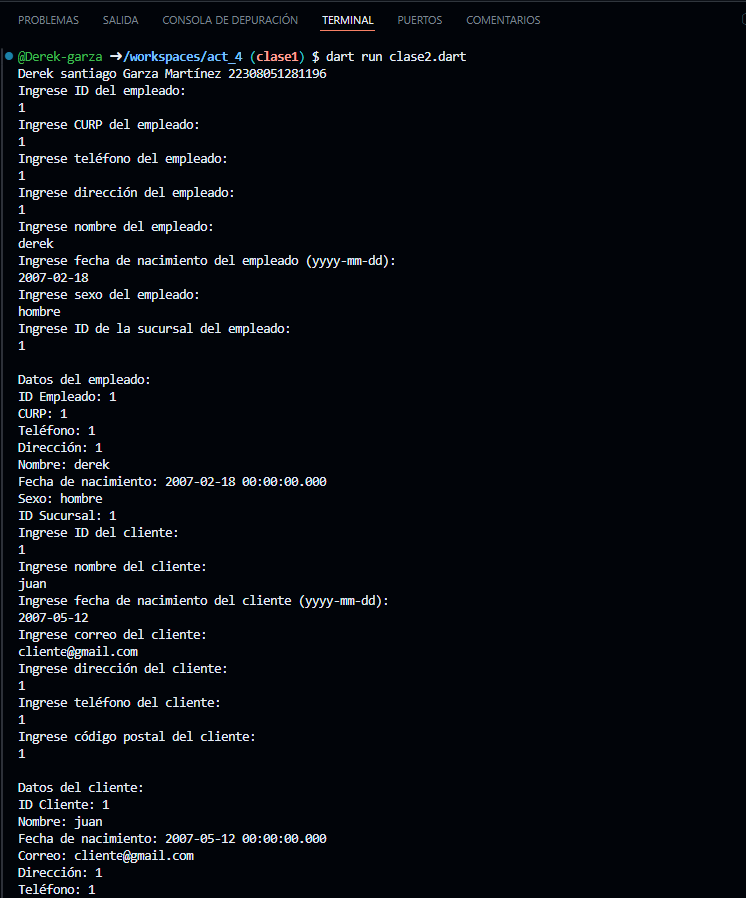 PROBLEMAS SALIDA CONSOLA DE DEPURACIÓN TERMINAL PUERTOS COMENTARIOS
@Derek-garza ➜/workspaces/act_4 (clase1) $ dart run clase2.dart
Derek santiago Garza Martínez 22308051281196
Ingrese ID del empleado:
1
Ingrese CURP del empleado:
1
Ingrese teléfono del empleado:
1
Ingrese dirección del empleado:
1
Ingrese nombre del empleado:
derek
Ingrese fecha de nacimiento del empleado (yyyy-mm-dd):
2007-02-18
Ingrese sexo del empleado:
hombre
Ingrese ID de la sucursal del empleado:
1
Datos del empleado:
ID Empleado: 1
CURP: 1
Teléfono: 1
Dirección: 1
Nombre: derek
Fecha de nacimiento: 2007-02-18 00:00:00.000
Sexo: hombre
ID Sucursal: 1
Ingrese ID del cliente:
1
Ingrese nombre del cliente:
juan
Ingrese fecha de nacimiento del cliente (yyyy-mm-dd):
2007-05-12
Ingrese correo del cliente:
cliente@gmail.com
Ingrese dirección del cliente:
1
Ingrese teléfono del cliente:
1
Ingrese código postal del cliente:
1
Datos del cliente:
ID Cliente: 1
Nombre: juan
Fecha de nacimiento: 2007-05-12 00:00:00.000
Correo: cliente@gmail.com
Dirección: 1
Teléfono: 1